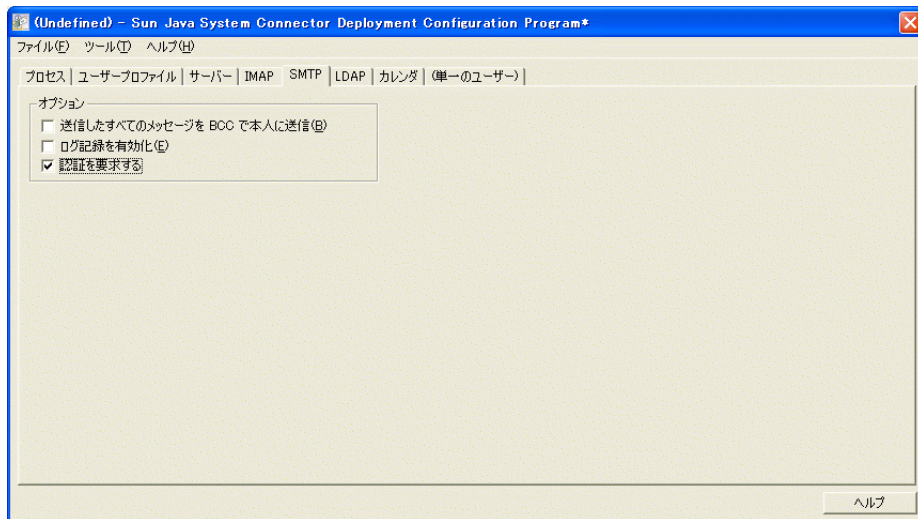 (Undefined) - Sun Java System Connector Deployment Configuration Program*
ファイル(F) ツール(T) ヘルプ(H)
プロセス ユーザープロファイル サーバー IMAP SMTP LDAP カレンダ (単一のユーザー)
オプション
送信したすべてのメッセージを BCC で本人に送信(B)
ログ記録を有効化(E)
認証を要求する
ヘルプ